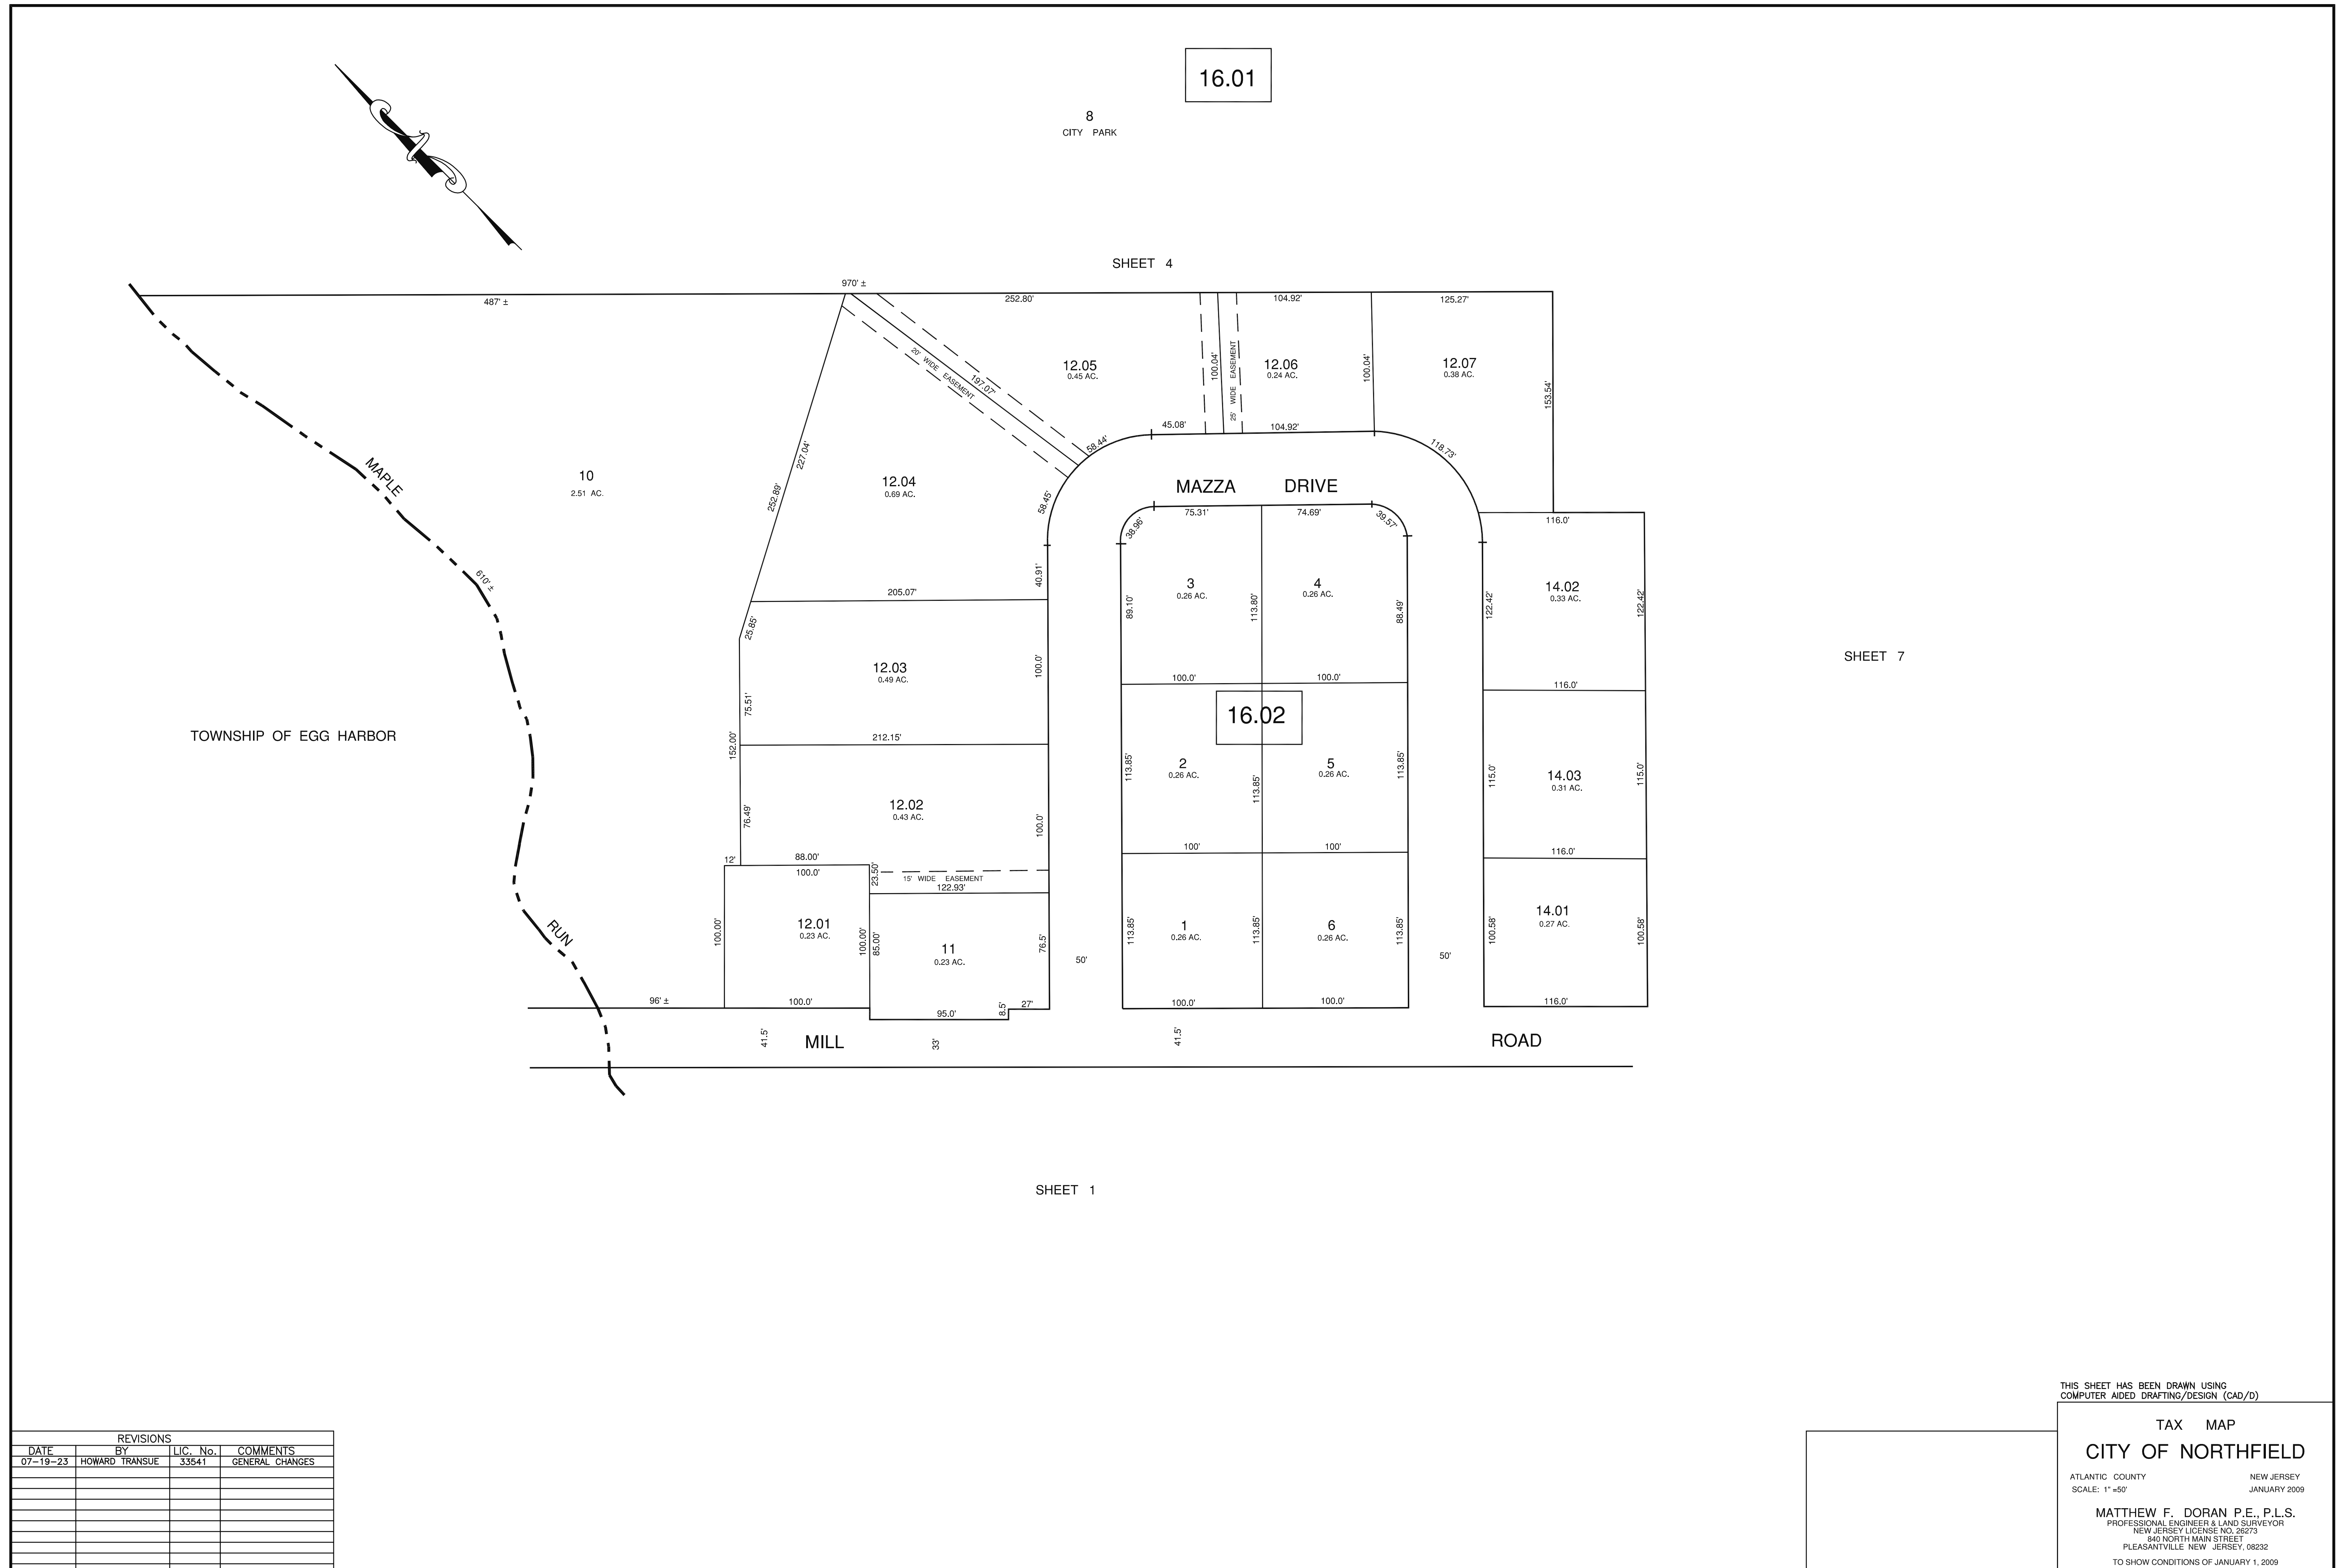 16.01
8
CITY PARK
SHEET 4
970' ±
487' ±
252.80'
104.92'
125.27'
20' WIDE EASEMENT
197.07'
12.05
0.45 AC.
100.04'
25' WIDE EASEMENT
12.06
0.24 AC.
100.04'
12.07
0.38 AC.
153.54'
45.08'
104.92'
58.44'
118.73'
227.04'
252.89'
10
2.51 AC.
MAPLE
610' ±
12.04
0.69 AC.
58.45'
MAZZA DRIVE
75.31'
74.69'
38.96'
39.57'
116.0'
40.91'
205.07'
3
0.26 AC.
4
0.26 AC.
89.10'
113.80'
88.49'
122.42'
14.02
0.33 AC.
122.42'
25.85'
12.03
0.49 AC.
100.0'
75.51'
100.0'
100.0'
116.0'
SHEET 7
16.02
TOWNSHIP OF EGG HARBOR
152.00'
212.15'
2
0.26 AC.
5
0.26 AC.
113.85'
113.85'
113.85'
115.0'
14.03
0.31 AC.
115.0'
76.49'
12.02
0.43 AC.
100.0'
100'
100'
116.0'
12'
88.00'
100.0'
23.50'
15' WIDE EASEMENT
122.93'
RUN
100.00'
12.01
0.23 AC.
100.00'
85.00'
11
0.23 AC.
76.5'
50'
113.85'
1
0.26 AC.
113.85'
6
0.26 AC.
113.85'
50'
100.58'
14.01
0.27 AC.
100.58'
96' ±
100.0'
95.0'
8.5'
27'
100.0'
100.0'
116.0'
41.5'
MILL
33'
41.5'
ROAD
SHEET 1
THIS SHEET HAS BEEN DRAWN USING
COMPUTER AIDED DRAFTING/DESIGN (CAD/D)
REVISIONS
DATE BY LIC. No. COMMENTS
07-19-23 HOWARD TRANSUE 33541 GENERAL CHANGES
TAX MAP
CITY OF NORTHFIELD
ATLANTIC COUNTY NEW JERSEY
SCALE: 1" =50' JANUARY 2009
MATTHEW F. DORAN P.E., P.L.S.
PROFESSIONAL ENGINEER & LAND SURVEYOR
NEW JERSEY LICENSE NO. 26273
840 NORTH MAIN STREET
PLEASANTVILLE NEW JERSEY, 08232
TO SHOW CONDITIONS OF JANUARY 1, 2009